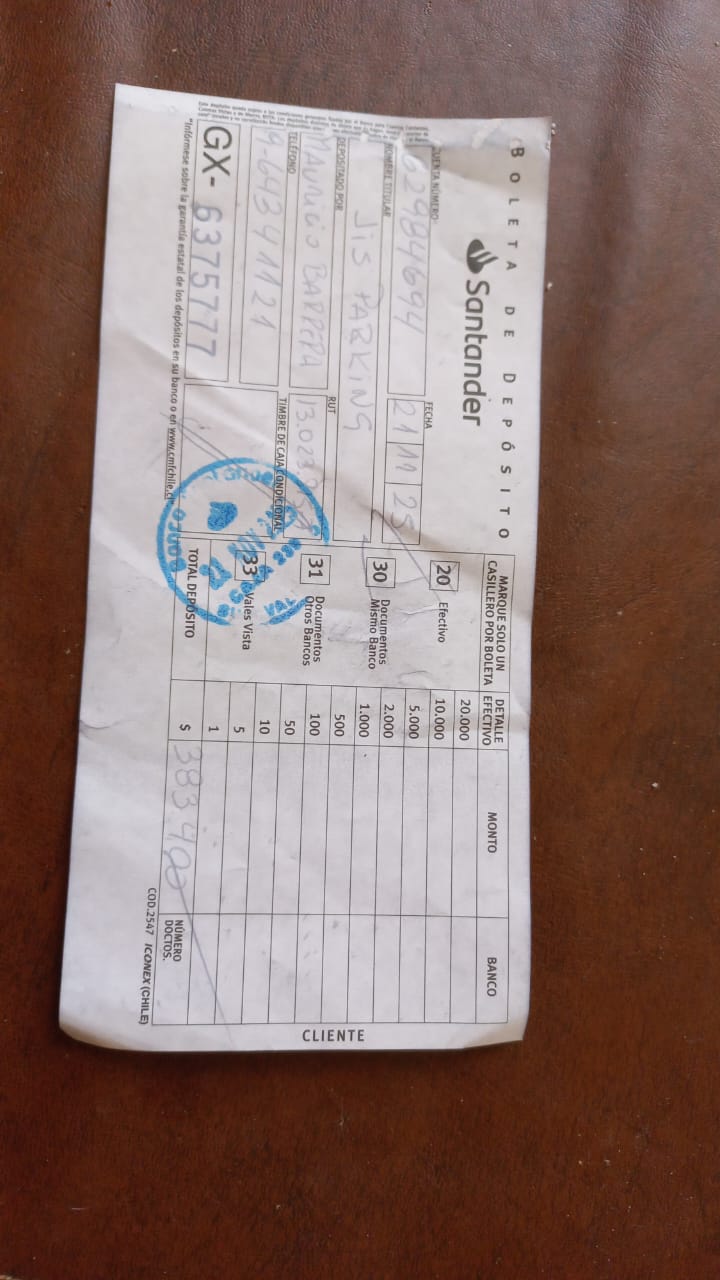 BOLETA DE DEPÓSITO
Santander
CUENTA NÚMERO:
62984694
FECHA
21 11 25
NOMBRE TITULAR
JIS PARKING
DEPOSITADO POR
MAURICIO BARRERA
RUT
13.023.
TELÉFONO
9-64341121
TIMBRE DE CAJA CONDICIONAL
GX- 6375777
"Infórmese sobre la garantía estatal de los depósitos en su banco o en www.cmfchile.cl"
MARQUE SOLO UN
CASILLERO POR BOLETA
20 Efectivo
30 Documentos
Mismo Banco
31 Documentos
Otros Bancos
33 Vales Vista
TOTAL DEPÓSITO
DETALLE
EFECTIVO
MONTO
BANCO
20.000
10.000
5.000
2.000
1.000
500
100
50
10
5
1
$ 383.400
NÚMERO
DOCTOS.
COD.2547 ICONEX (CHILE)
CLIENTE